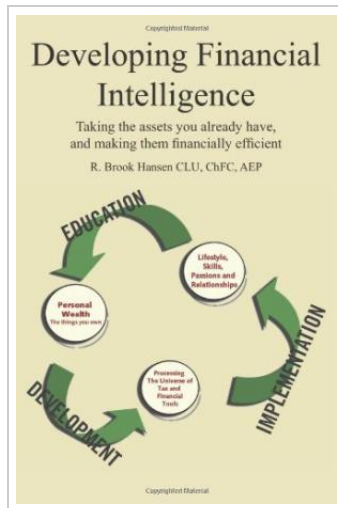 Copyrighted Material
Developing Financial
Intelligence
Taking the assets you already have,
and making them financially efficient
R. Brook Hansen CLU, ChFC, AEP
EDUCATION
Lifestyle,
Skills,
Passions and
Relationships
Personal
Wealth
The things you own
IMPLEMENTATION
Processing
The Universe of
Tax and
Financial
Tools
DEVELOPMENT
Copyrighted Material